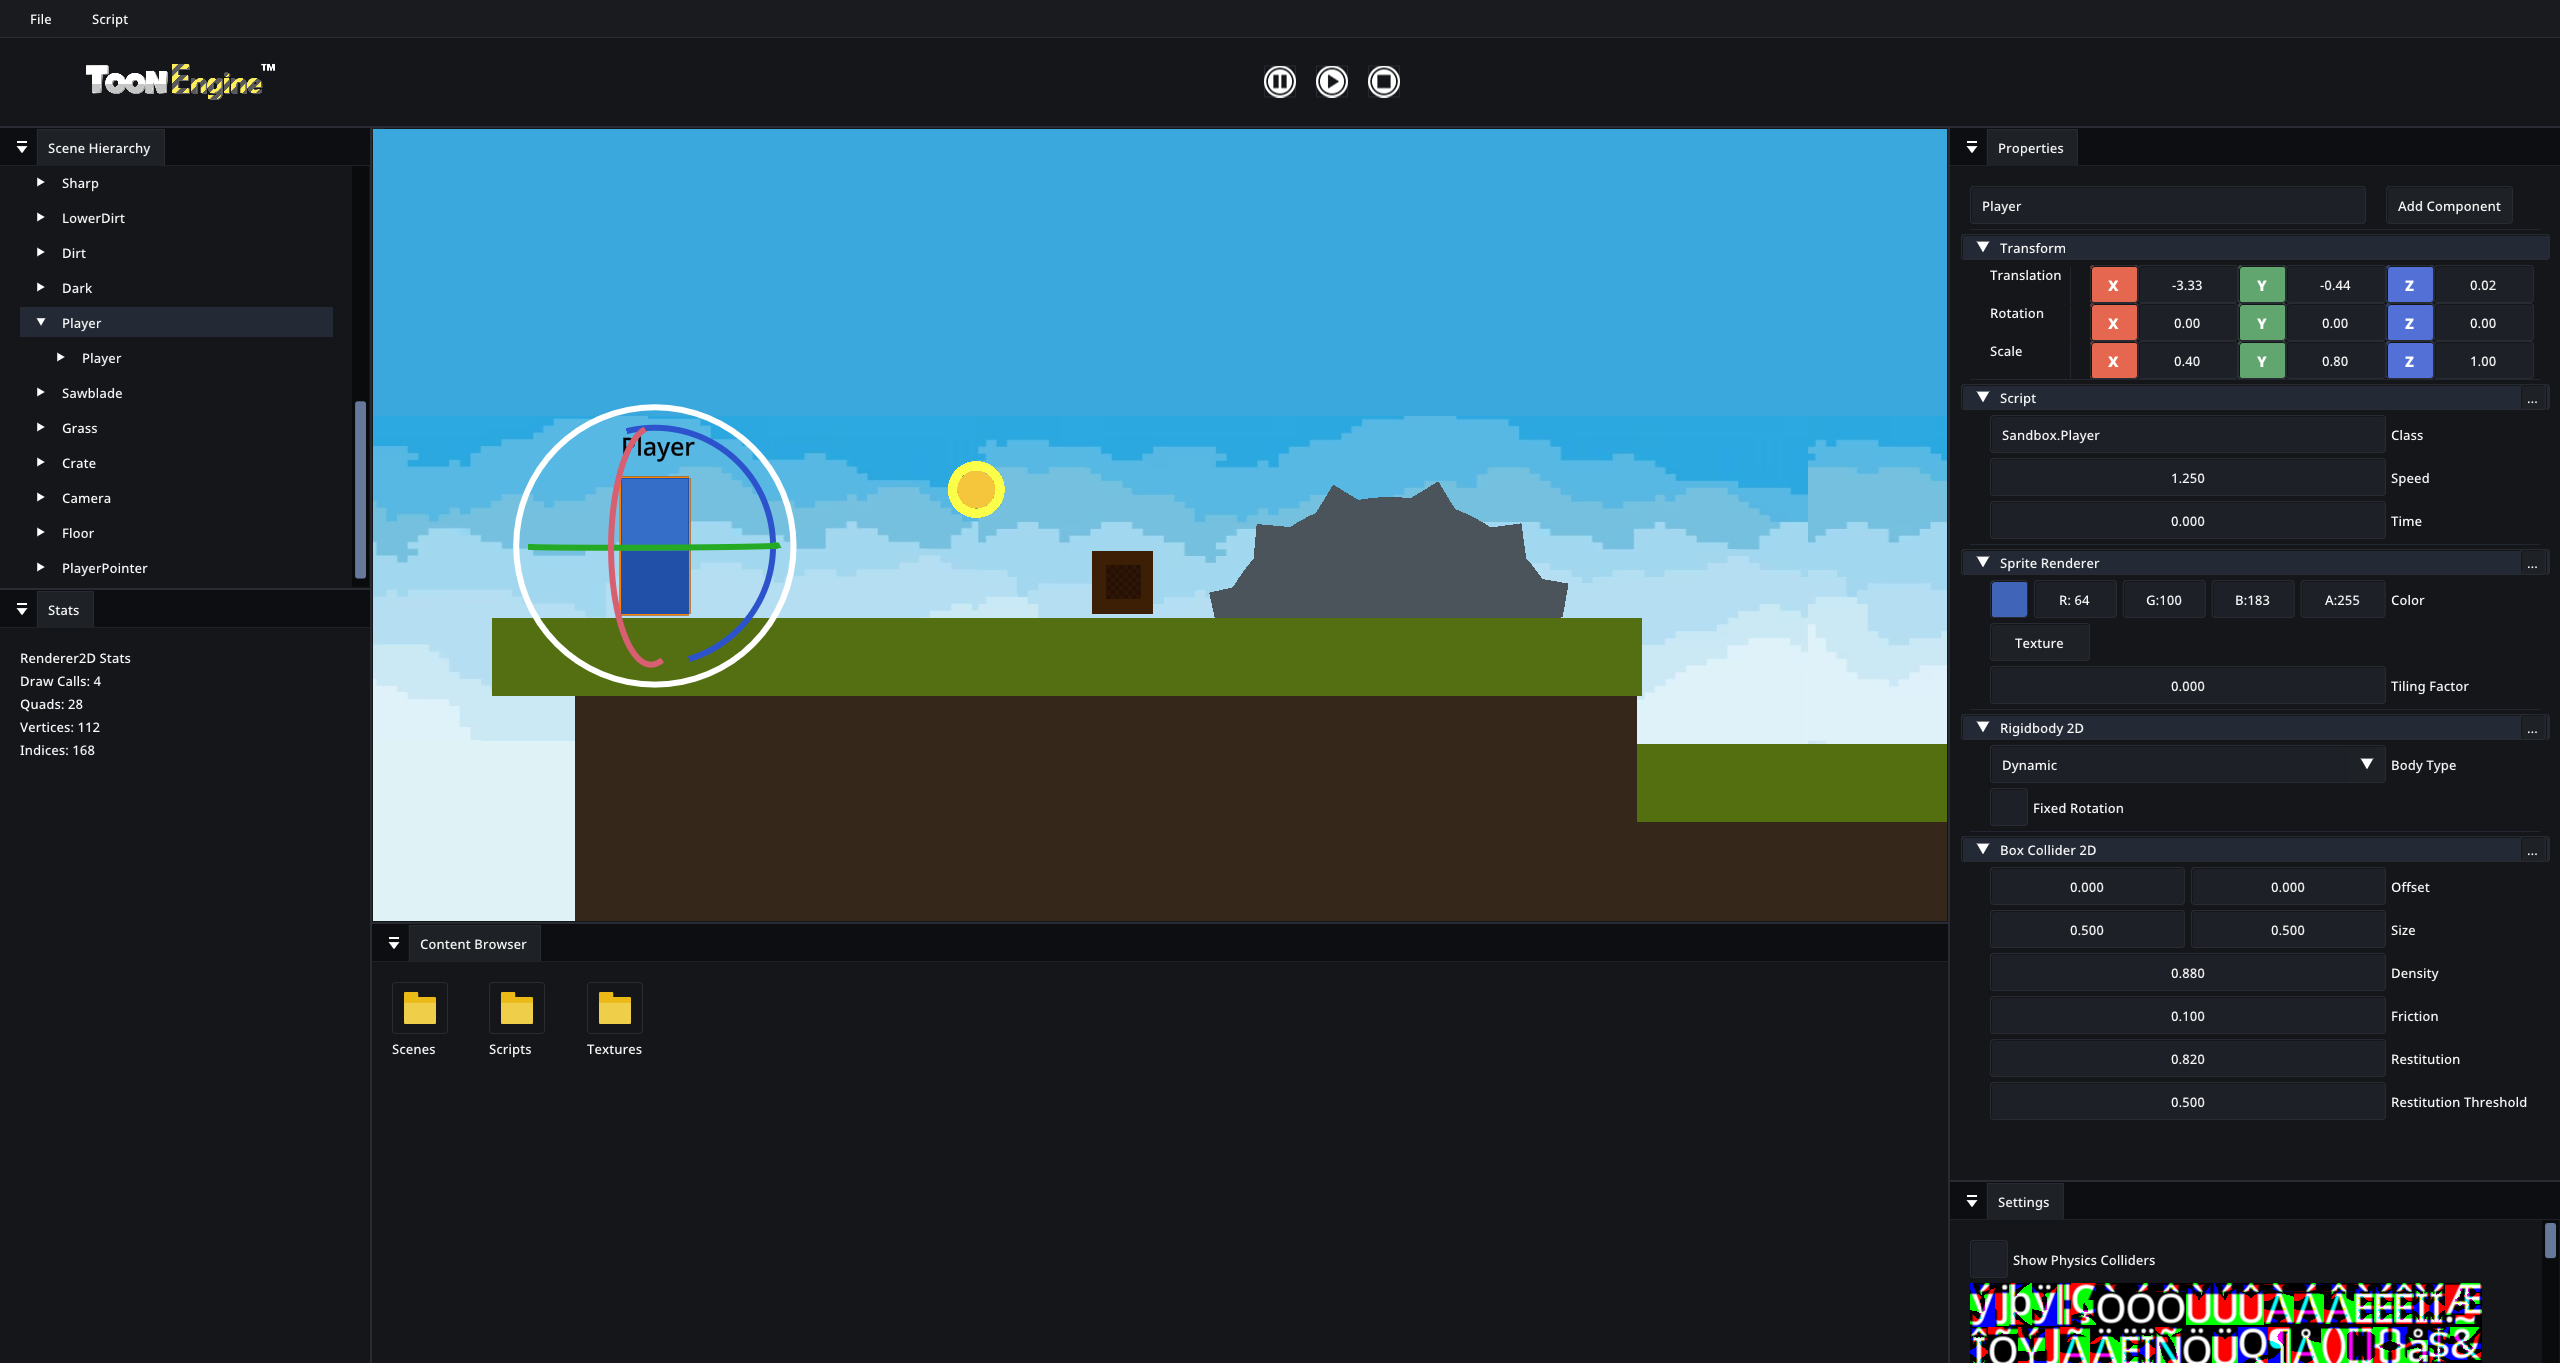 File Script
TOON Engine™
Scene Hierarchy
Sharp
LowerDirt
Dirt
Dark
Player
Player
Sawblade
Grass
Crate
Camera
Floor
PlayerPointer
Stats
Renderer2D Stats
Draw Calls: 4
Quads: 28
Vertices: 112
Indices: 168
Player
Content Browser
Scenes Scripts Textures
Properties
Player Add Component
Transform
Translation X -3.33 Y -0.44 Z 0.02
Rotation X 0.00 Y 0.00 Z 0.00
Scale X 0.40 Y 0.80 Z 1.00
Script ...
Sandbox.Player Class
1.250 Speed
0.000 Time
Sprite Renderer ...
R: 64 G:100 B:183 A:255 Color
Texture
0.000 Tiling Factor
Rigidbody 2D ...
Dynamic Body Type
Fixed Rotation
Box Collider 2D ...
0.000 0.000 Offset
0.500 0.500 Size
0.880 Density
0.100 Friction
0.820 Restitution
0.500 Restitution Threshold
Settings
Show Physics Colliders